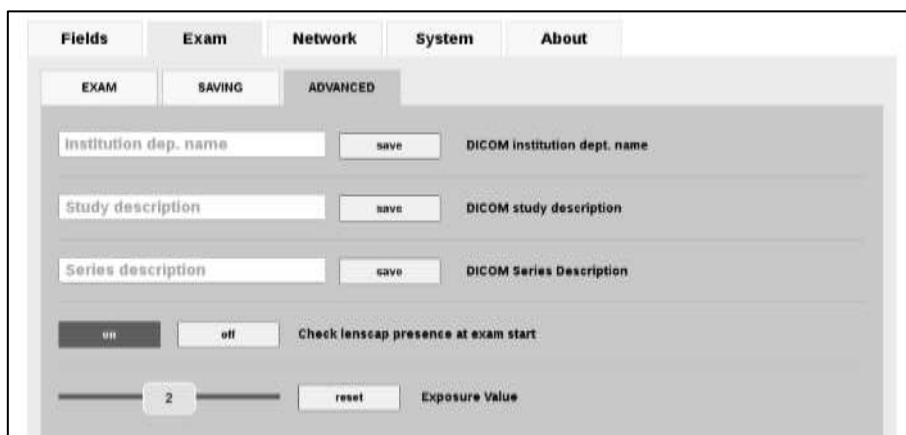 Fields Exam Network System About
EXAM SAVING ADVANCED
Institution dep. name save DICOM institution dept. name
Study description save DICOM study description
Series description save DICOM Series Description
on off Check lenscap presence at exam start
2 reset Exposure Value